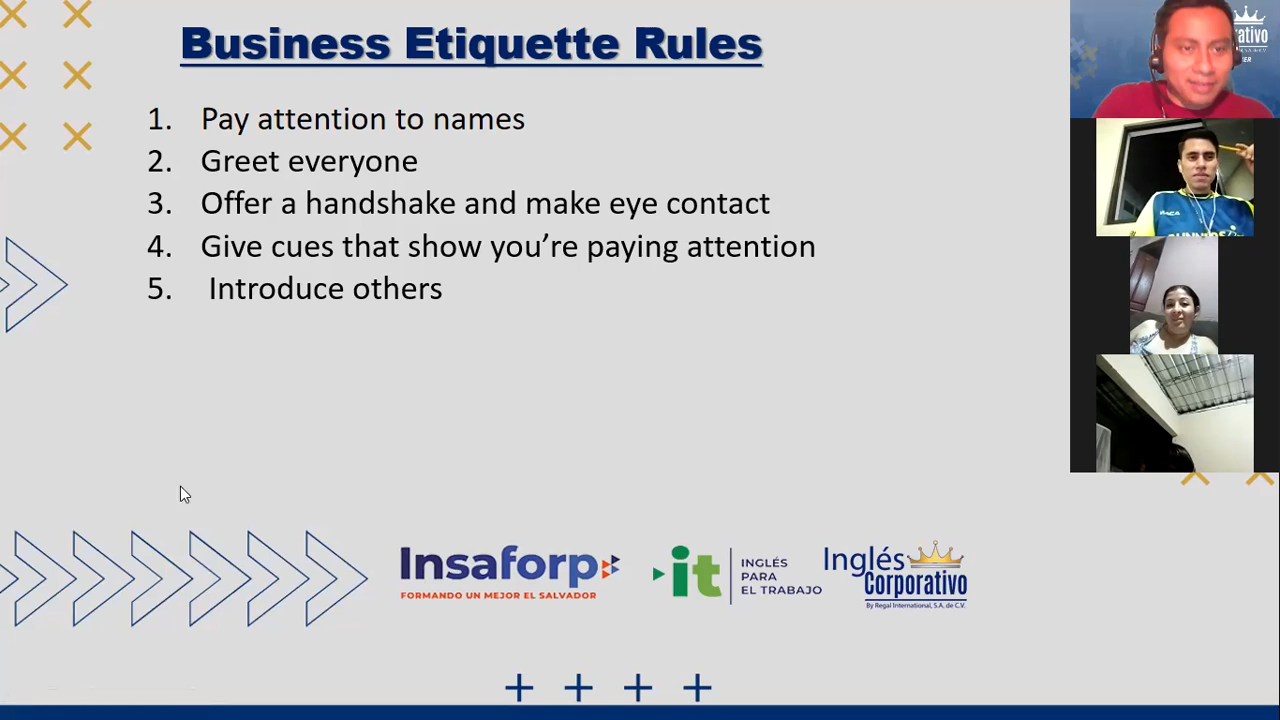 Business Etiquette Rules
1. Pay attention to names
2. Greet everyone
3. Offer a handshake and make eye contact
4. Give cues that show you’re paying attention
5. Introduce others
Insaforp
FORMANDO UN MEJOR EL SALVADOR
it
INGLÉS
PARA
EL TRABAJO
Inglés
Corporativo
By Regal International, S.A. de C.V.
rativo